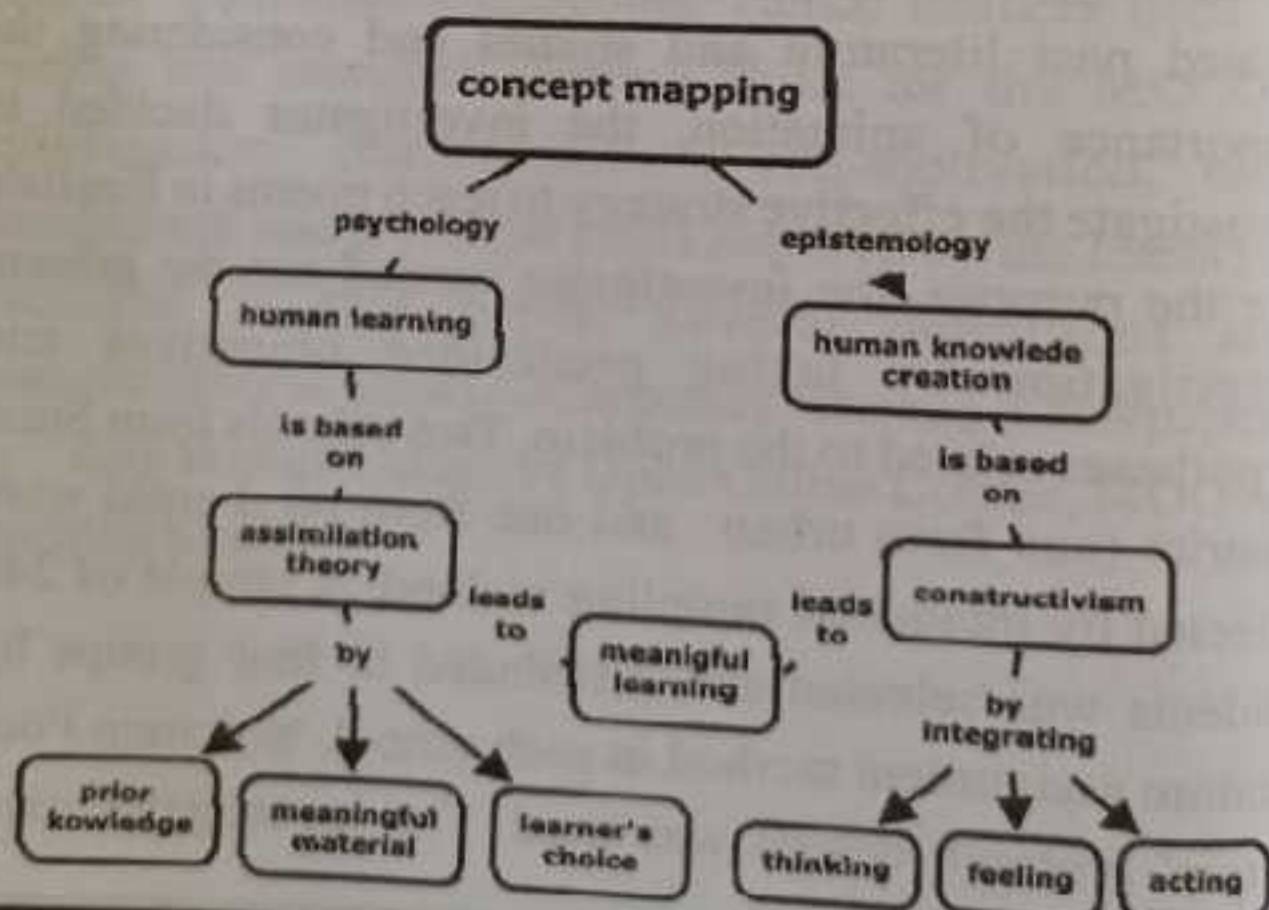 concept mapping
psychology
epistemology
human learning
human knowlede
creation
is based
on
is based
on
assimilation
theory
constructivism
leads
to
leads
to
meanigful
learning
by
by
integrating
prior
kowledge
meaningful
material
learner's
choice
thinking
feeling
acting